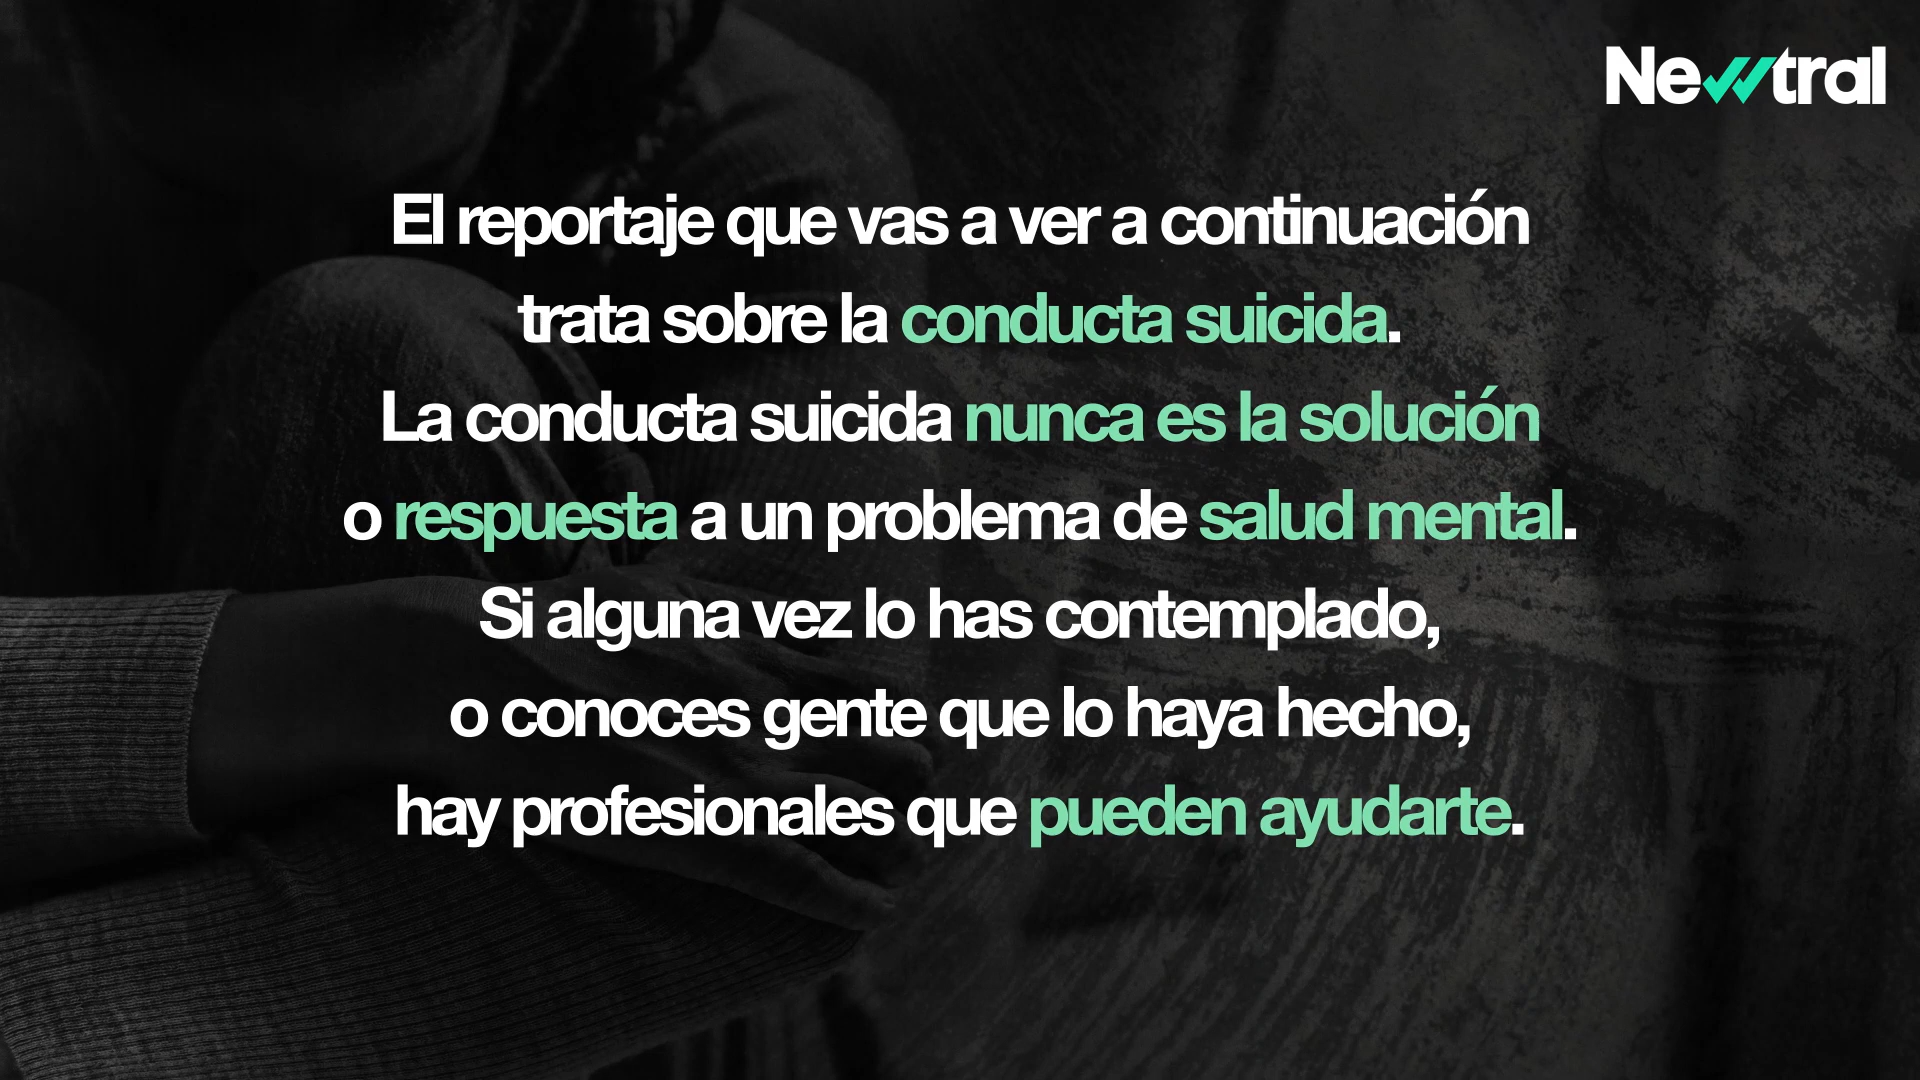 Newtral
El reportaje que vas a ver a continuación
trata sobre la conducta suicida.
La conducta suicida nunca es la solución
o respuesta a un problema de salud mental.
Si alguna vez lo has contemplado,
o conoces gente que lo haya hecho,
hay profesionales que pueden ayudarte.